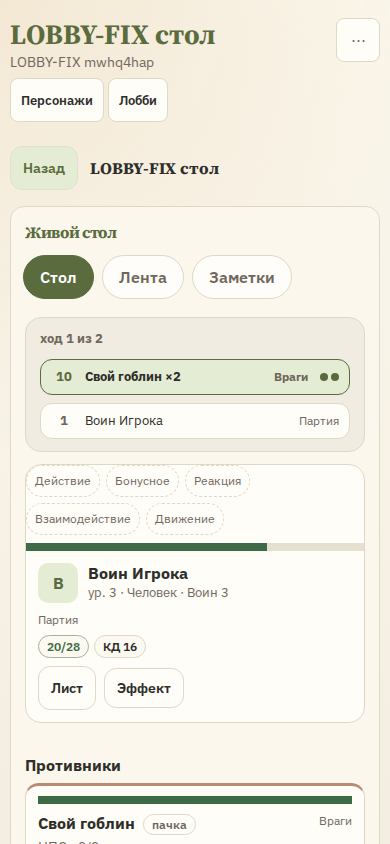 LOBBY-FIX стол
...
LOBBY-FIX mwhq4hap
Персонажи Лобби
Назад LOBBY-FIX стол
Живой стол
Стол Лента Заметки
ход 1 из 2
10 Свой гоблин ×2 Враги
1 Воин Игрока Партия
Действие Бонусное Реакция
Взаимодействие Движение
В Воин Игрока
ур. 3 · Человек · Воин 3
Партия
20/28 КД 16
Лист Эффект
Противники
Свой гоблин пачка Враги